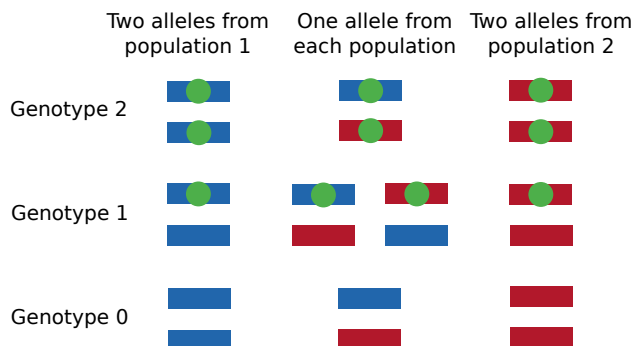 Two alleles from
population 1
One allele from
each population
Two alleles from
population 2
Genotype 2
Genotype 1
Genotype 0